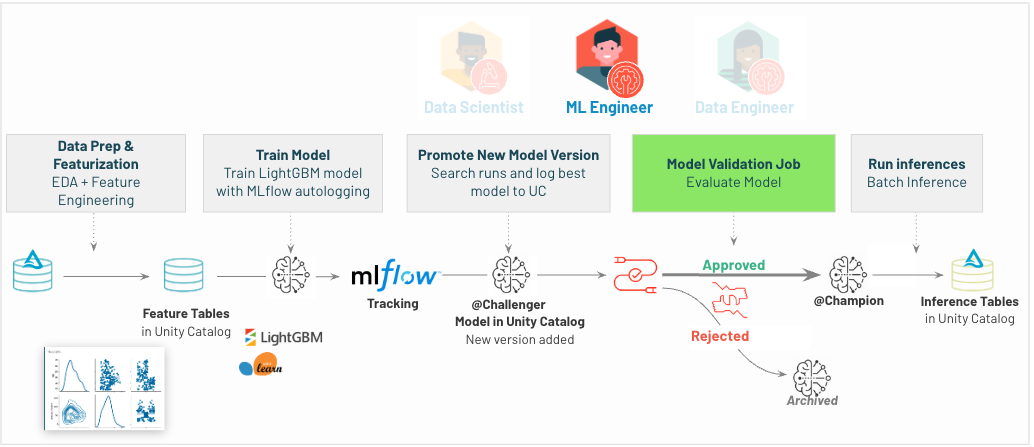 Data Scientist
ML Engineer
Data Engineer
Data Prep &
Featurization
EDA + Feature
Engineering
Train Model
Train LightGBM model
with MLflow autologging
Promote New Model Version
Search runs and log best
model to UC
Model Validation Job
Evaluate Model
Run inferences
Batch Inference
mlflow
Tracking
Feature Tables
in Unity Catalog
LightGBM
learn
@Challenger
Model in Unity Catalog
New version added
Approved
Rejected
@Champion
Archived
Inference Tables
in Unity Catalog